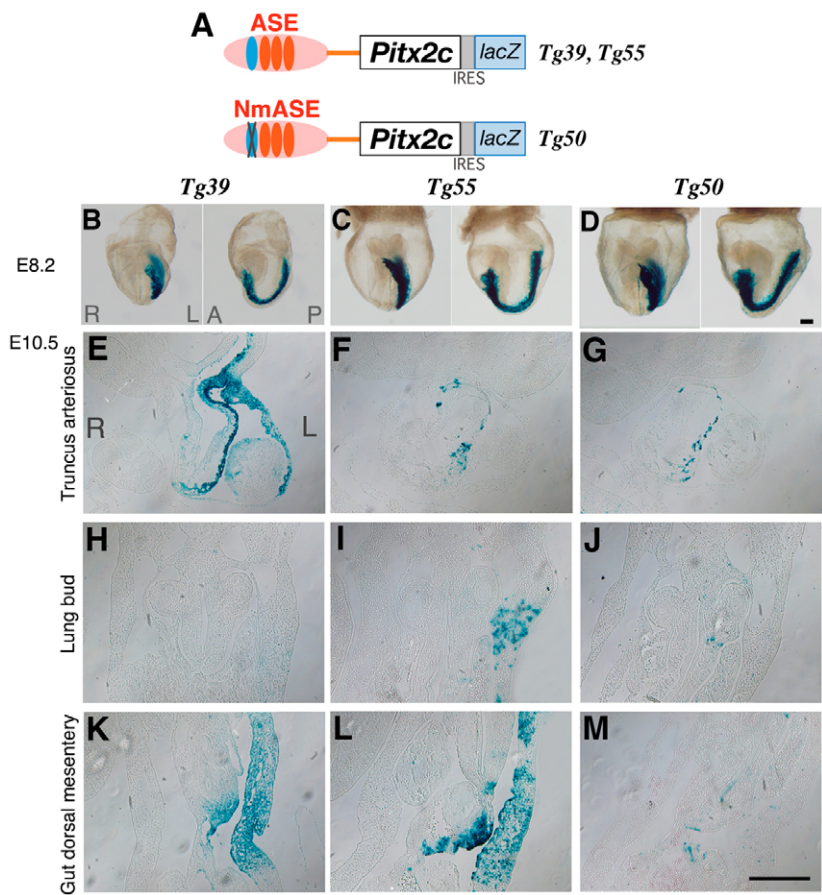 A
ASE
Pitx2c lacZ Tg39, Tg55
IRES
NmASE
Pitx2c lacZ Tg50
IRES
Tg39 Tg55 Tg50
E8.2 B R L A P C D
E10.5
Truncus arteriosus E R L F G
Lung bud H I J
Gut dorsal mesentery K L M